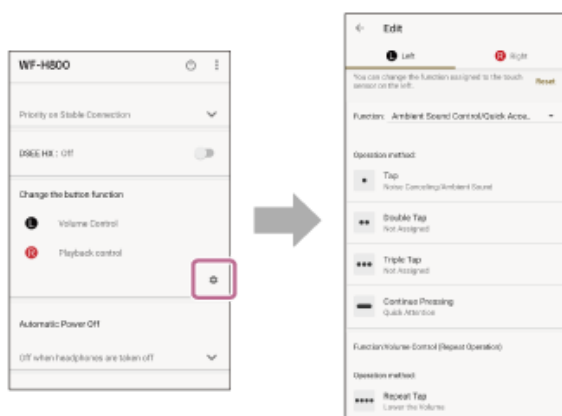 WF-H800
Priority on Stable Connection
DSEE HX : Off
Change the button function
L Volume Control
R Playback control
Automatic Power Off
Off when headphones are taken off
Edit
L Left
R Right
You can change the function assigned to the touch
sensor on the left.
Reset
Function: Ambient Sound Control/Quick Acce..
Operation method:
Tap
Noise Canceling/Ambient Sound
Double Tap
Not Assigned
Triple Tap
Not Assigned
Continue Pressing
Quick Attention
Function:Volume Control (Repeat Operation)
Operation method:
Repeat Tap
Lower the Volume